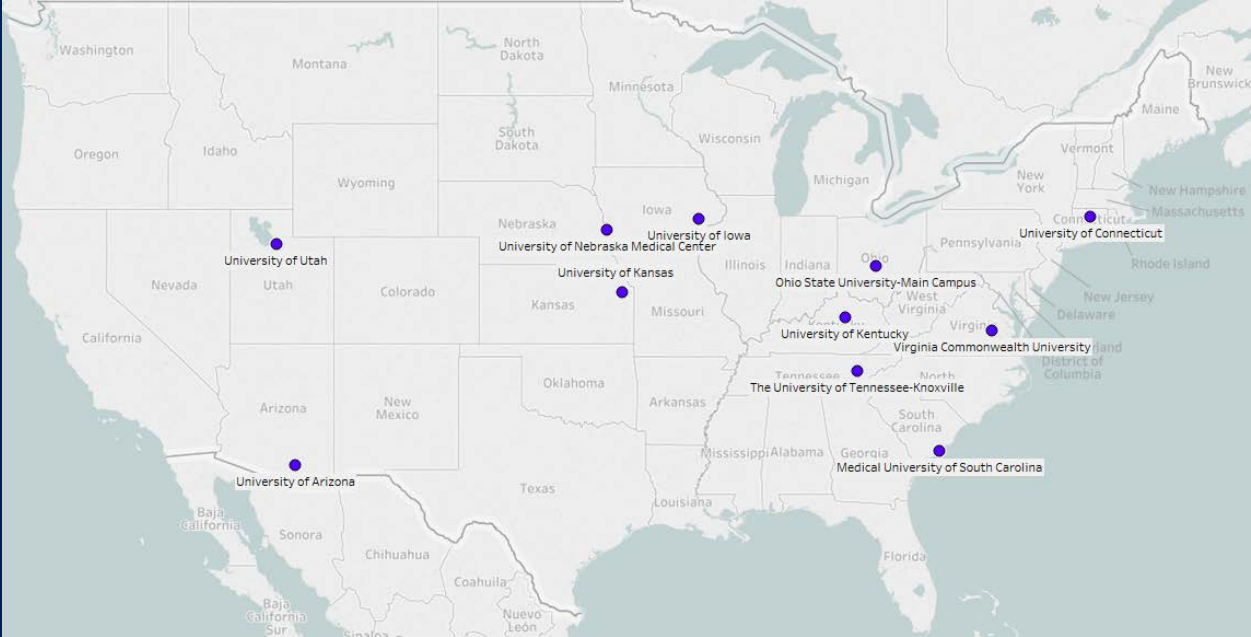 Washington
Montana
North
Dakota
Minnesota
New
Brunswick
Maine
Oregon
Idaho
South
Dakota
Wisconsin
Vermont
Wyoming
Michigan
New
York
New Hampshire
Massachusetts
Nebraska
Iowa
University of Iowa
University of Nebraska Medical Center
University of Connecticut
Pennsylvania
Rhode Island
University of Utah
University of Kansas
Illinois
Indiana
Ohio
Ohio State University-Main Campus
Nevada
Utah
Colorado
Kansas
Missouri
West
Virginia
New Jersey
Delaware
California
University of Kentucky
Virginia Commonwealth University
District of
Columbia
Oklahoma
Tennessee
The University of Tennessee-Knoxville
North
Arizona
New
Mexico
Arkansas
South
Carolina
Mississippi
Alabama
Georgia
Medical University of South Carolina
University of Arizona
Texas
Louisiana
Baja
California
Sonora
Chihuahua
Florida
Coahuila
Baja
California
Sur
Nuevo
León